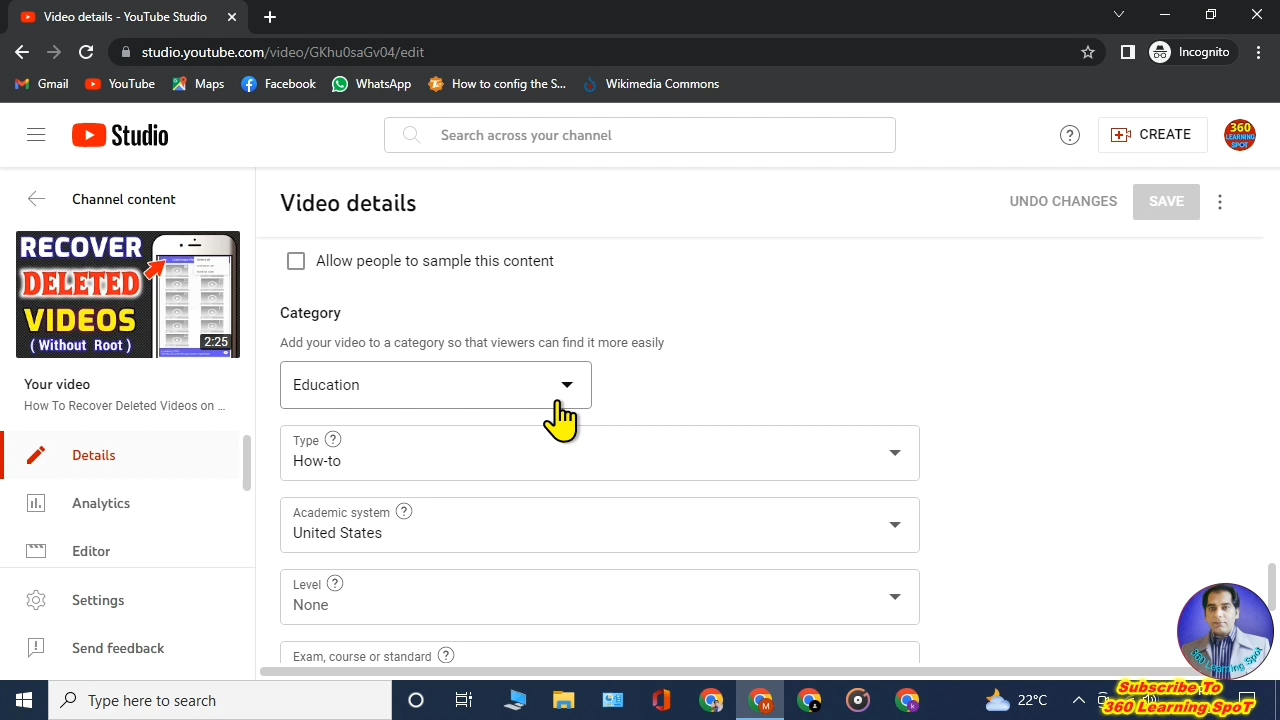 Video details - YouTube Studio
studio.youtube.com/video/GKhu0saGv04/edit
Incognito
Gmail
YouTube
Maps
Facebook
WhatsApp
How to config the S...
Wikimedia Commons
Studio
Search across your channel
CREATE
360
LEARNING
SPOT
Channel content
Video details
UNDO CHANGES
SAVE
RECOVER
DELETED
VIDEOS
( Without Root )
2:25
Your video
How To Recover Deleted Videos on ...
Details
Analytics
Editor
Settings
Send feedback
Allow people to sample this content
Category
Add your video to a category so that viewers can find it more easily
Education
Type
How-to
Academic system
United States
Level
None
Exam, course or standard
360 Learning Spot
Type here to search
22°C
Subscribe To
360 Learning SpoT